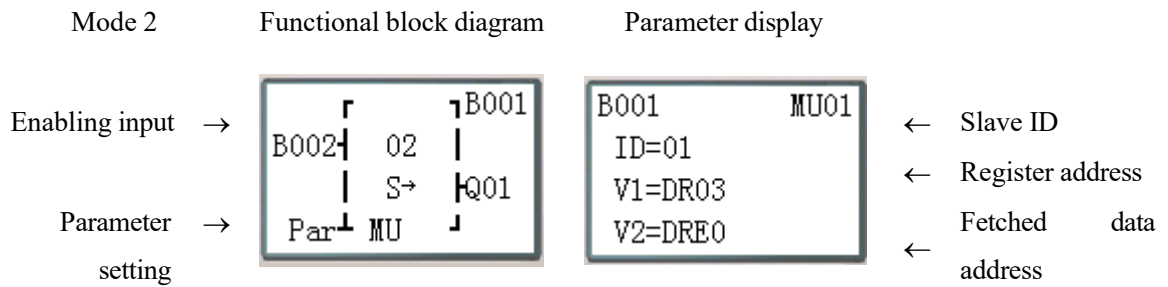 Mode 2 Functional block diagram Parameter display
Enabling input →
Parameter →
setting
B001
B002 02
S→ Q01
Par MU
B001 MU01
ID=01
V1=DR03
V2=DRE0
← Slave ID
← Register address
Fetched data
← address